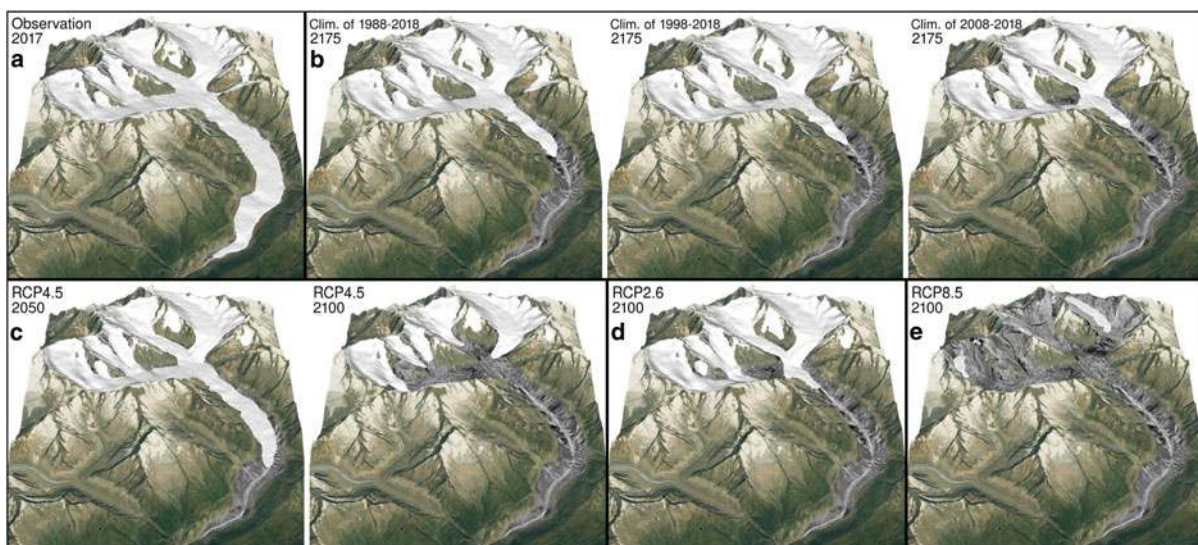 Observation
2017
a
Clim. of 1988-2018
2175
b
Clim. of 1998-2018
2175
Clim. of 2008-2018
2175
RCP4.5
2050
c
RCP4.5
2100
RCP2.6
2100
d
RCP8.5
2100
e